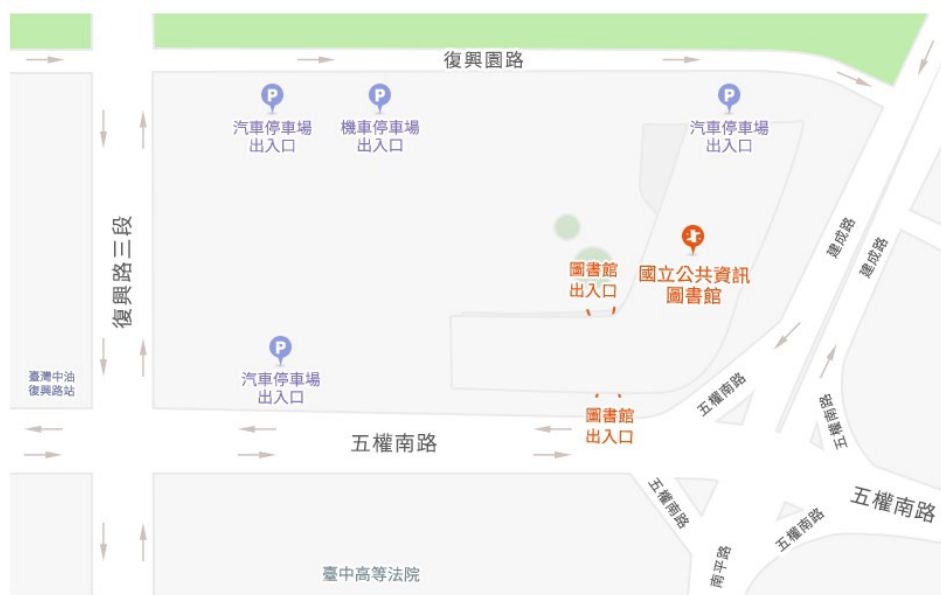 復興園路
P
P
P
汽車停車場
出入口
機車停車場
出入口
汽車停車場
出入口
復興路三段
建成路
建成路
圖書館
出入口
國立公共資訊
圖書館
P
汽車停車場
出入口
臺灣中油
復興路站
五權南路
圖書館
出入口
五權南路
五權南路
五權南路
五權南路
五權南路
南平路
臺中高等法院